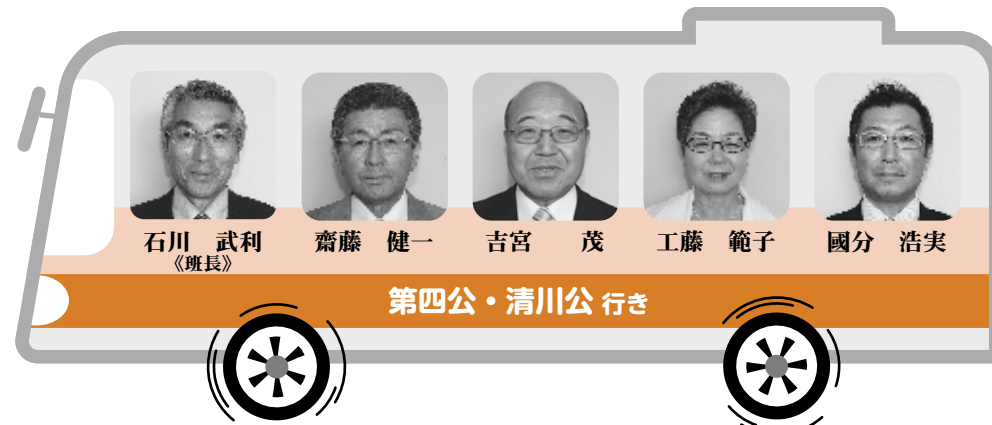 石川　武利
《班長》
齋藤　健一
吉宮　　茂
工藤　範子
國分　浩実
第四公・清川公 行き